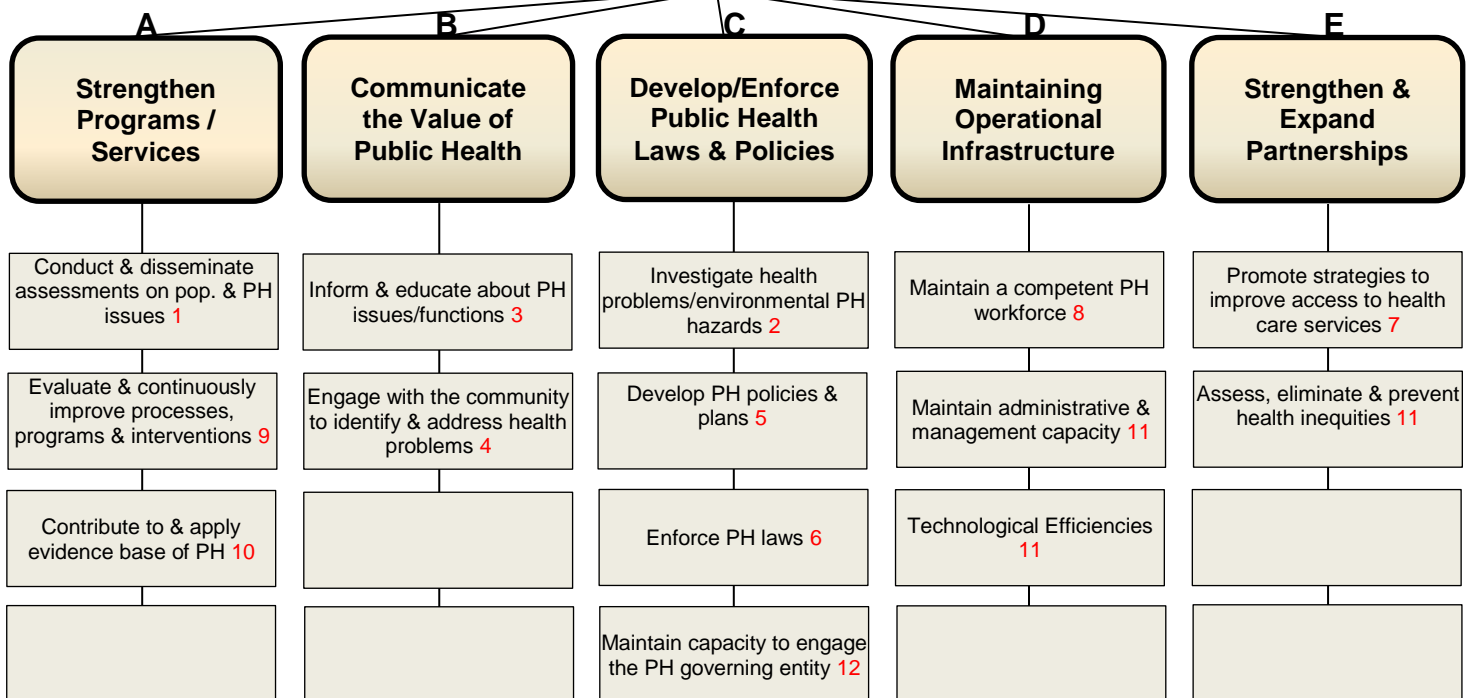 A
Strengthen
Programs /
Services
Conduct & disseminate
assessments on pop. & PH
issues 1
Evaluate & continuously
improve processes,
programs & interventions 9
Contribute to & apply
evidence base of PH 10
B
Communicate
the Value of
Public Health
Inform & educate about PH
issues/functions 3
Engage with the community
to identify & address health
problems 4
C
Develop/Enforce
Public Health
Laws & Policies
Investigate health
problems/environmental PH
hazards 2
Develop PH policies &
plans 5
Enforce PH laws 6
Maintain capacity to engage
the PH governing entity 12
D
Maintaining
Operational
Infrastructure
Maintain a competent PH
workforce 8
Maintain administrative &
management capacity 11
Technological Efficiencies
11
E
Strengthen &
Expand
Partnerships
Promote strategies to
improve access to health
care services 7
Assess, eliminate & prevent
health inequities 11